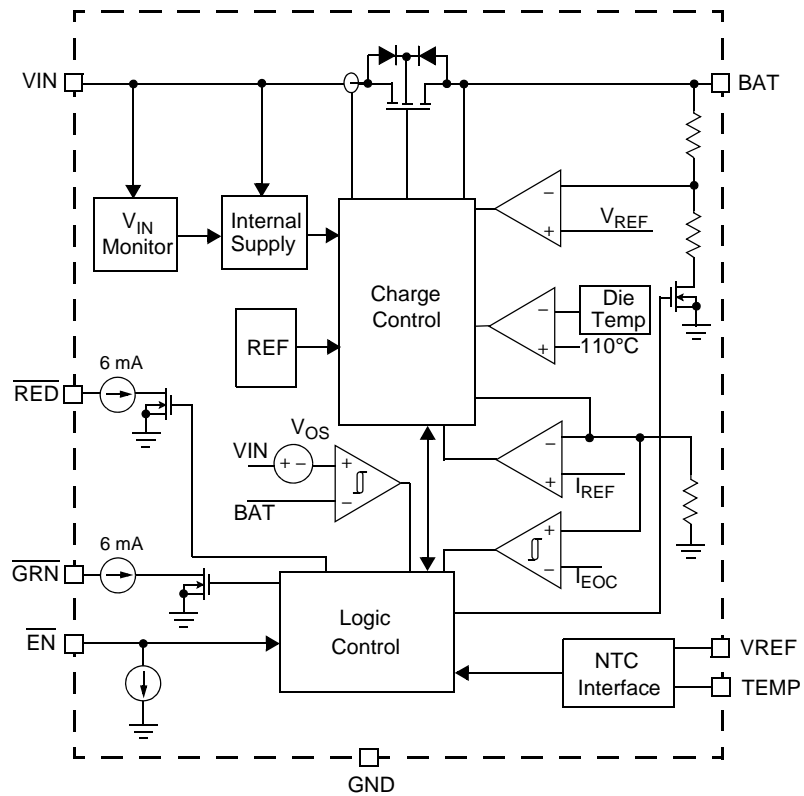 VIN
BAT
V_IN
Monitor
Internal
Supply
−
V_REF
+
Charge
Control
REF
−
Die
Temp
+
110°C
6 mA
RED
V_OS
VIN
+ −
+
BAT
−
−
+
I_REF
+
−
I_EOC
6 mA
GRN
Logic
Control
EN
NTC
Interface
VREF
TEMP
GND